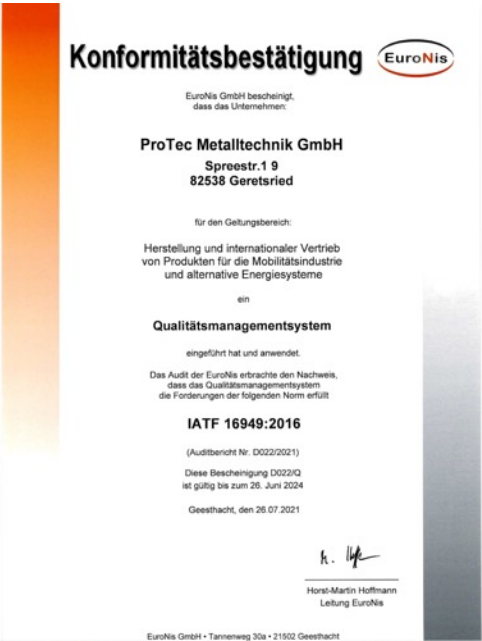 Konformitätsbestätigung
EuroNis
EuroNis GmbH bescheinigt,
dass das Unternehmen:
ProTec Metalltechnik GmbH
Spreestr.1 9
82538 Geretsried
für den Geltungsbereich:
Herstellung und internationaler Vertrieb
von Produkten für die Mobilitätsindustrie
und alternative Energiesysteme
ein
Qualitätsmanagementsystem
eingeführt hat und anwendet.
Das Audit der EuroNis erbrachte den Nachweis,
dass das Qualitätsmanagementsystem
die Forderungen der folgenden Norm erfüllt
IATF 16949:2016
(Auditbericht Nr. D022/2021)
Diese Bescheinigung D022/Q
ist gültig bis zum 26. Juni 2024
Geesthacht, den 26.07.2021
Horst-Martin Hoffmann
Leitung EuroNis
EuroNis GmbH • Tannenweg 30a • 21502 Geesthacht